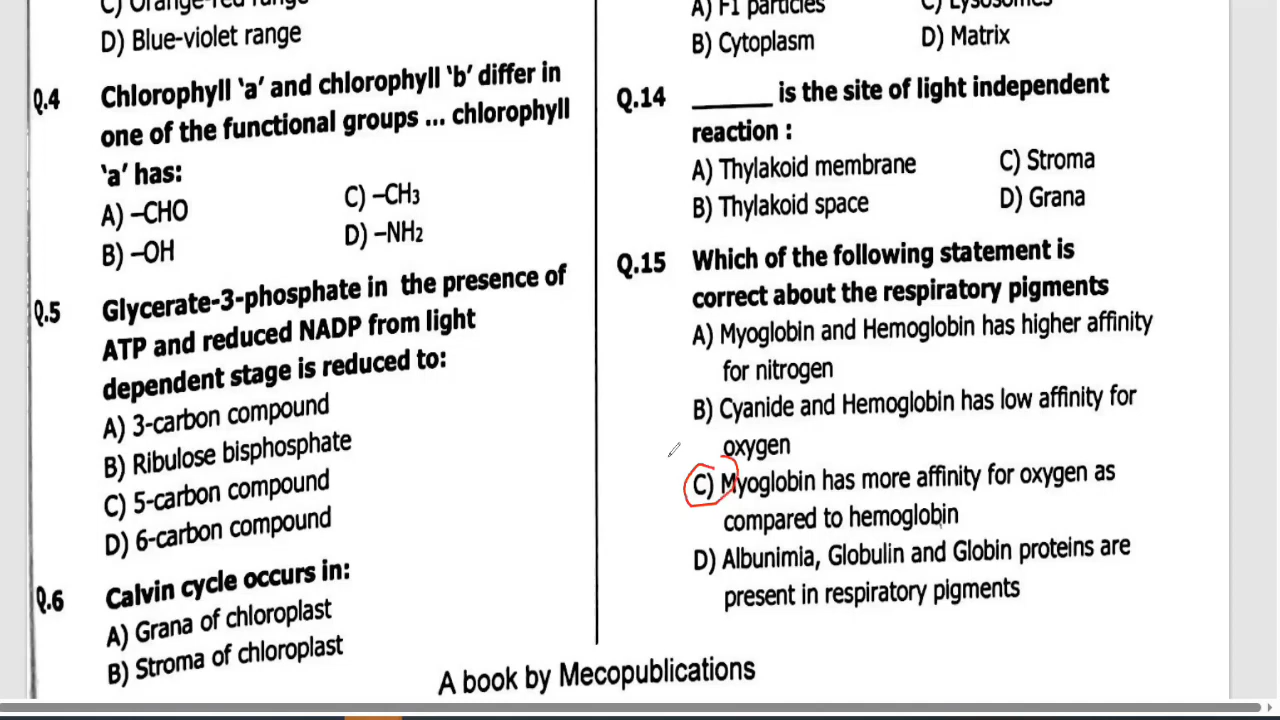 C) Orange-red range
D) Blue-violet range
Q.4 Chlorophyll ‘a’ and chlorophyll ‘b’ differ in
one of the functional groups ... chlorophyll
‘a’ has:
A) –CHO C) –CH3
B) –OH D) –NH2
Q.5 Glycerate-3-phosphate in the presence of
ATP and reduced NADP from light
dependent stage is reduced to:
A) 3-carbon compound
B) Ribulose bisphosphate
C) 5-carbon compound
D) 6-carbon compound
Q.6 Calvin cycle occurs in:
A) Grana of chloroplast
B) Stroma of chloroplast
A) F1 particles C) Lysosomes
B) Cytoplasm D) Matrix
Q.14 ______ is the site of light independent
reaction :
A) Thylakoid membrane C) Stroma
B) Thylakoid space D) Grana
Q.15 Which of the following statement is
correct about the respiratory pigments
A) Myoglobin and Hemoglobin has higher affinity
for nitrogen
B) Cyanide and Hemoglobin has low affinity for
oxygen
C) Myoglobin has more affinity for oxygen as
compared to hemoglobin
D) Albunimia, Globulin and Globin proteins are
present in respiratory pigments
A book by Mecopublications